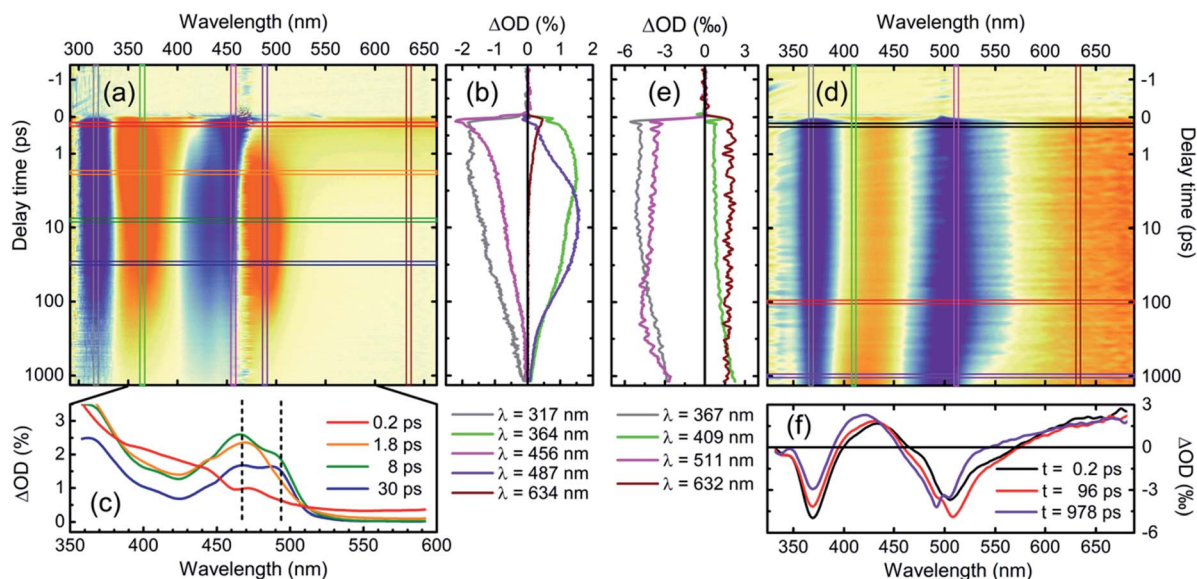 Wavelength (nm)
300 350 400 450 500 550 600 650
Delay time (ps)
-1
0
1
10
100
1000
(a)
ΔOD (%)
-2 -1 0 1 2
(b)
λ = 317 nm
λ = 364 nm
λ = 456 nm
λ = 487 nm
λ = 634 nm
ΔOD (‰)
-6 -3 0 3
(e)
λ = 367 nm
λ = 409 nm
λ = 511 nm
λ = 632 nm
Wavelength (nm)
350 400 450 500 550 600 650
(d)
-1
0
1
10
100
1000
Delay time (ps)
ΔOD (%)
3
2
1
0
(c)
0.2 ps
1.8 ps
8 ps
30 ps
350 400 450 500 550 600
Wavelength (nm)
(f)
t = 0.2 ps
t = 96 ps
t = 978 ps
3
0
-3
-6
ΔOD (‰)
350 400 450 500 550 600 650
Wavelength (nm)